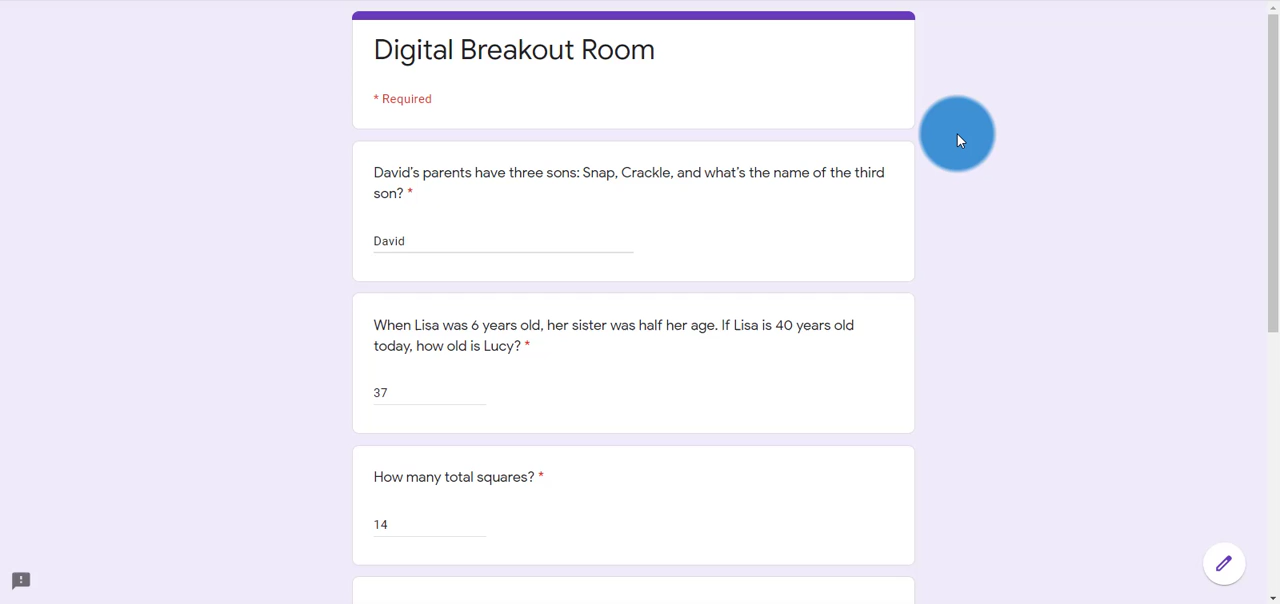 Digital Breakout Room
* Required
David's parents have three sons: Snap, Crackle, and what's the name of the third
son? *
David
When Lisa was 6 years old, her sister was half her age. If Lisa is 40 years old
today, how old is Lucy? *
37
How many total squares? *
14